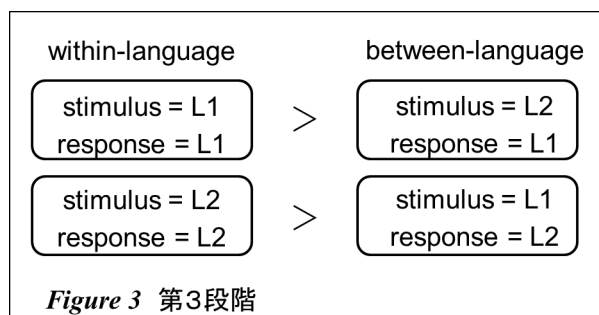 within-language between-language
stimulus = L1 > stimulus = L2
response = L1 response = L1
stimulus = L2 > stimulus = L1
response = L2 response = L2
Figure 3 第3段階